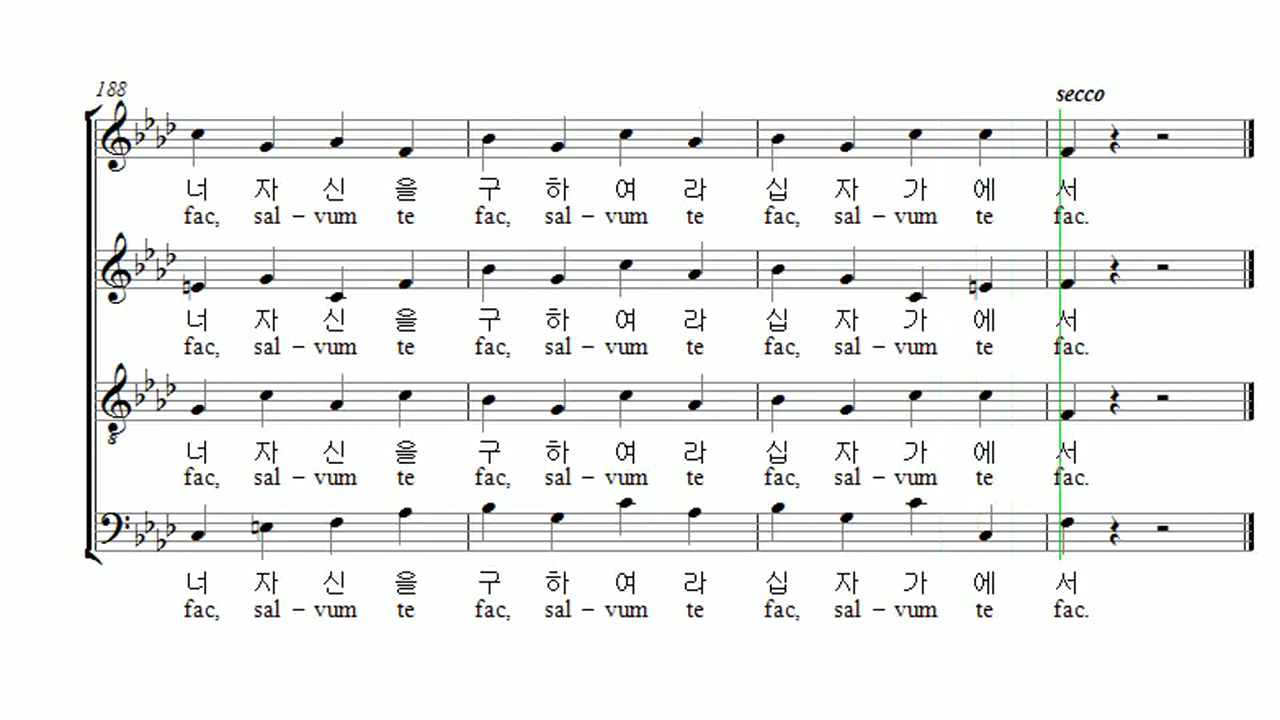 188
secco
너 자 신 을 구 하 여 라 십 자 가 에 서
fac, sal – vum te fac, sal – vum te fac, sal – vum te fac.
너 자 신 을 구 하 여 라 십 자 가 에 서
fac, sal – vum te fac, sal – vum te fac, sal – vum te fac.
너 자 신 을 구 하 여 라 십 자 가 에 서
fac, sal – vum te fac, sal – vum te fac, sal – vum te fac.
8
너 자 신 을 구 하 여 라 십 자 가 에 서
fac, sal – vum te fac, sal – vum te fac, sal – vum te fac.